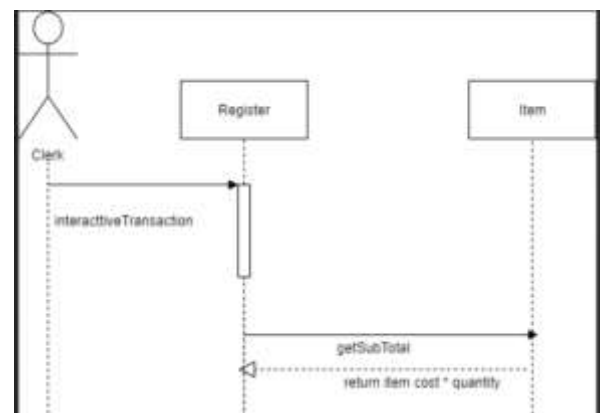 Register
Item
Clerk
interacttiveTransaction
getSubTotal
return item cost * quantity